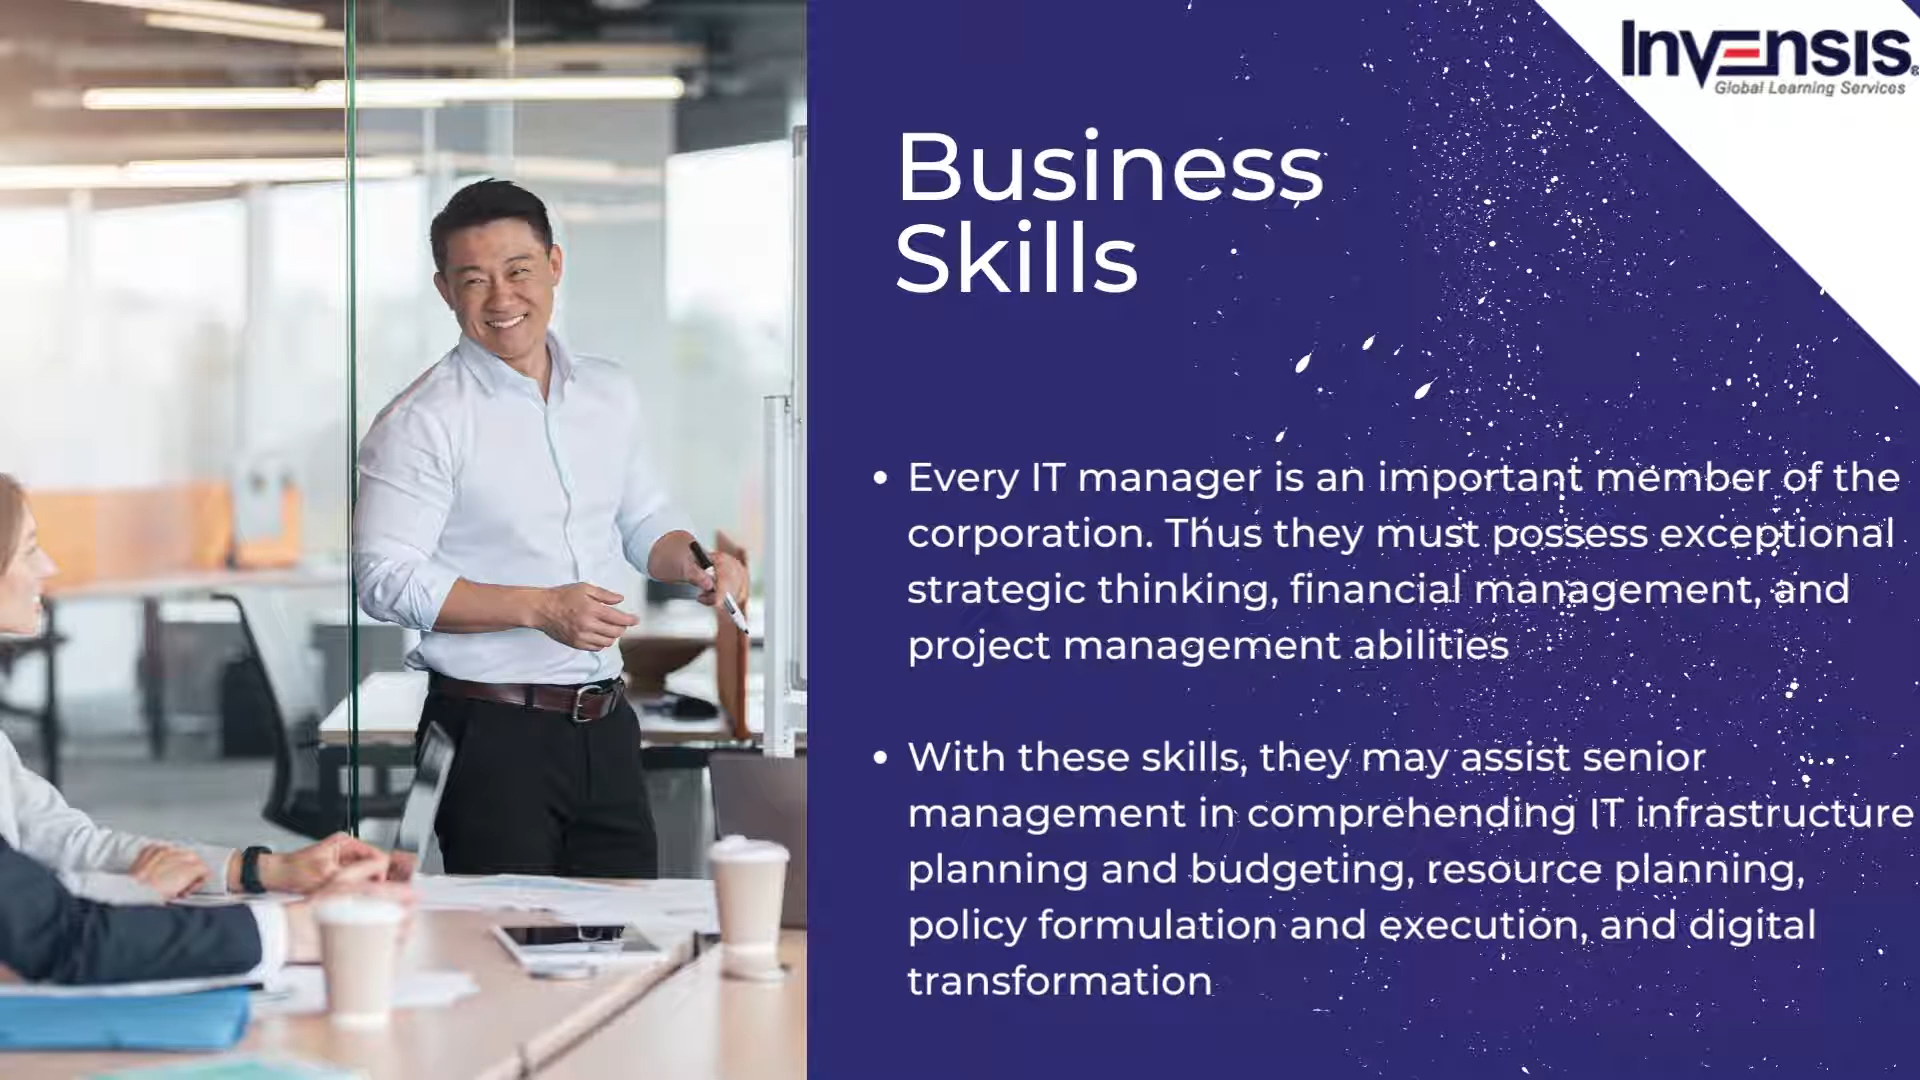 Invensis®
Global Learning Services
Business
Skills
• Every IT manager is an important member of the
corporation. Thus they must possess exceptional
strategic thinking, financial management, and
project management abilities
• With these skills, they may assist senior
management in comprehending IT infrastructure
planning and budgeting, resource planning,
policy formulation and execution, and digital
transformation